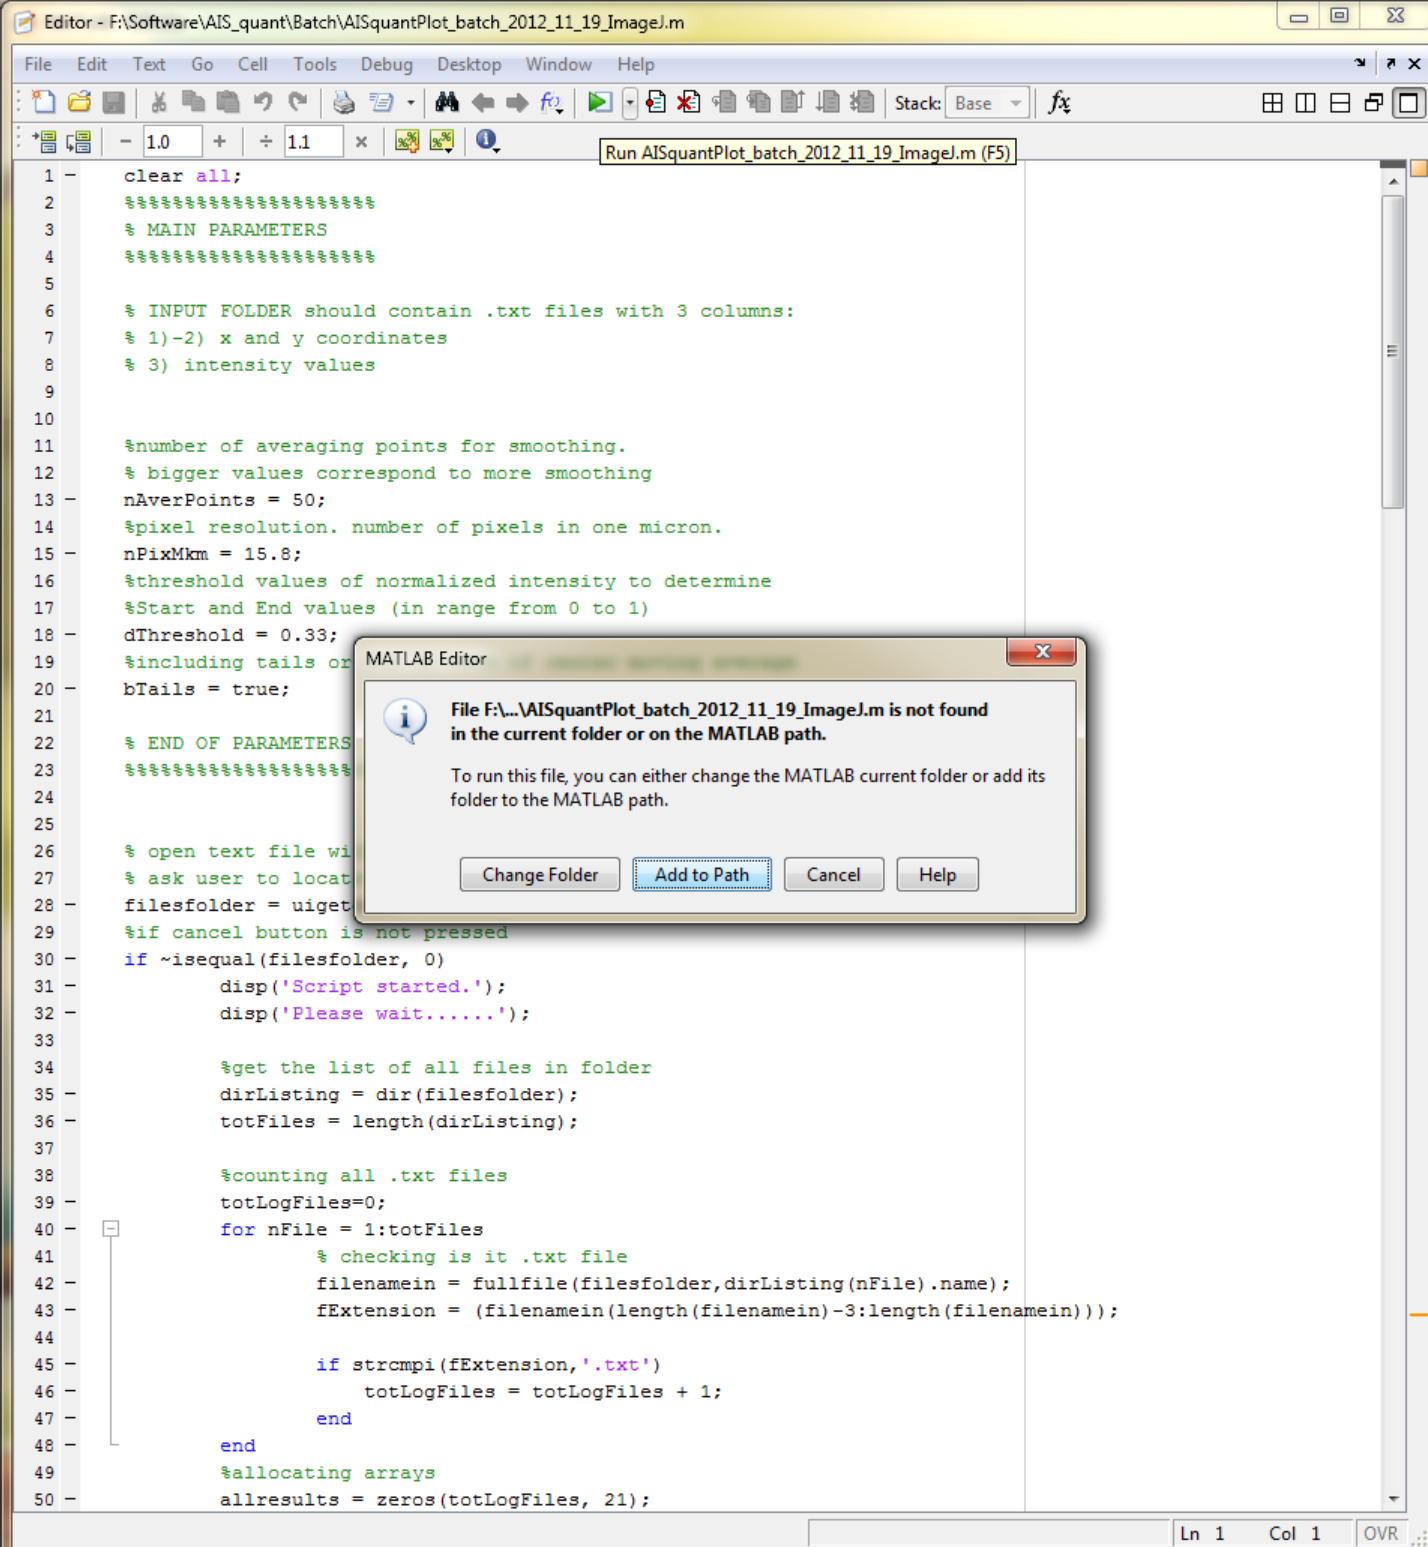 Editor - F:\Software\AIS_quant\Batch\AISquantPlot_batch_2012_11_19_ImageJ.m
File Edit Text Go Cell Tools Debug Desktop Window Help
Stack: Base fx
− 1.0 + ÷ 1.1 ×
Run AISquantPlot_batch_2012_11_19_ImageJ.m (F5)
1 – clear all;
2 %%%%%%%%%%%%%%%%%%%%%
3 % MAIN PARAMETERS
4 %%%%%%%%%%%%%%%%%%%%%
5
6 % INPUT FOLDER should contain .txt files with 3 columns:
7 % 1)-2) x and y coordinates
8 % 3) intensity values
9
10
11 %number of averaging points for smoothing.
12 % bigger values correspond to more smoothing
13 – nAverPoints = 50;
14 %pixel resolution. number of pixels in one micron.
15 – nPixMkm = 15.8;
16 %threshold values of normalized intensity to determine
17 %Start and End values (in range from 0 to 1)
18 – dThreshold = 0.33;
19 %including tails or
20 – bTails = true;
21
22 % END OF PARAMETERS
23 %%%%%%%%%%%%%%%%%%%
24
25
26 % open text file wi
27 % ask user to locat
28 – filesfolder = uiget
29 %if cancel button is not pressed
30 – if ~isequal(filesfolder, 0)
31 – disp('Script started.');
32 – disp('Please wait......');
33
34 %get the list of all files in folder
35 – dirListing = dir(filesfolder);
36 – totFiles = length(dirListing);
37
38 %counting all .txt files
39 – totLogFiles=0;
40 – for nFile = 1:totFiles
41 % checking is it .txt file
42 – filenamein = fullfile(filesfolder,dirListing(nFile).name);
43 – fExtension = (filenamein(length(filenamein)-3:length(filenamein)));
44
45 – if strcmpi(fExtension,'.txt')
46 – totLogFiles = totLogFiles + 1;
47 – end
48 – end
49 %allocating arrays
50 – allresults = zeros(totLogFiles, 21);
MATLAB Editor
File F:\...\AISquantPlot_batch_2012_11_19_ImageJ.m is not found
in the current folder or on the MATLAB path.
To run this file, you can either change the MATLAB current folder or add its
folder to the MATLAB path.
Change Folder Add to Path Cancel Help
Ln 1 Col 1 OVR